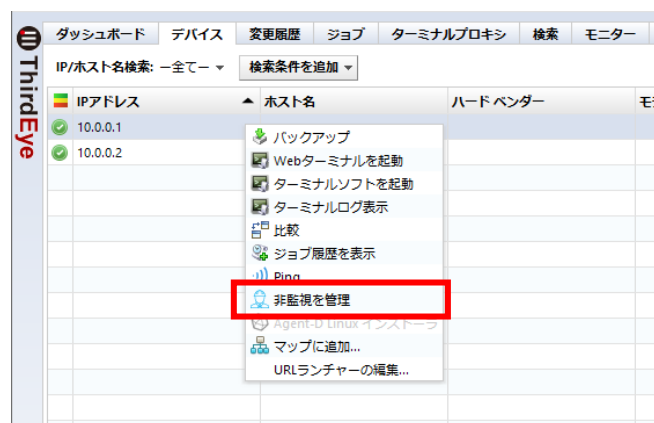 ThirdEye
ダッシュボード デバイス 変更履歴 ジョブ ターミナルプロキシ 検索 モニター
IP/ホスト名検索: ー全てー 検索条件を追加
IPアドレス ホスト名 ハードベンダー モ
10.0.0.1
10.0.0.2
バックアップ
Webターミナルを起動
ターミナルソフトを起動
ターミナルログ表示
比較
ジョブ履歴を表示
Ping
非監視を管理
Agent-D Linux インストーラ
マップに追加...
URLランチャーの編集...